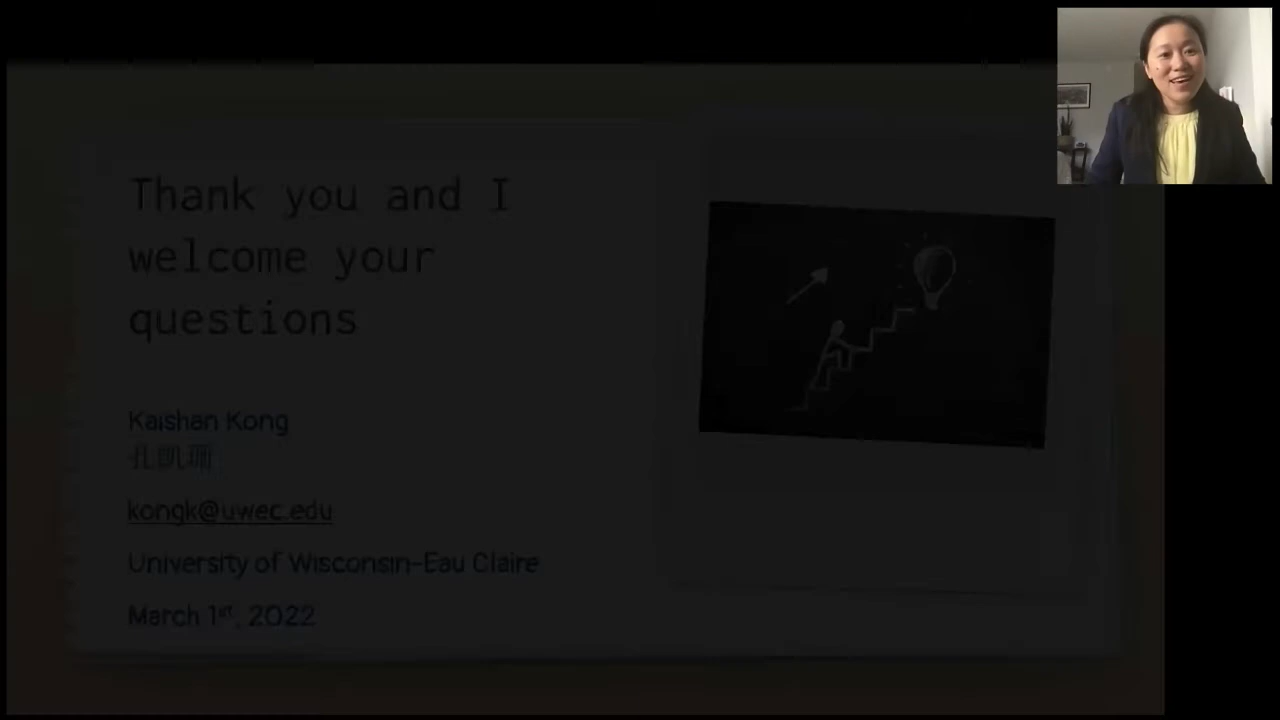 Thank you and I
welcome your
questions
Kaishan Kong
孔凯珊
kongk@uwec.edu
University of Wisconsin-Eau Claire
March 1st, 2022